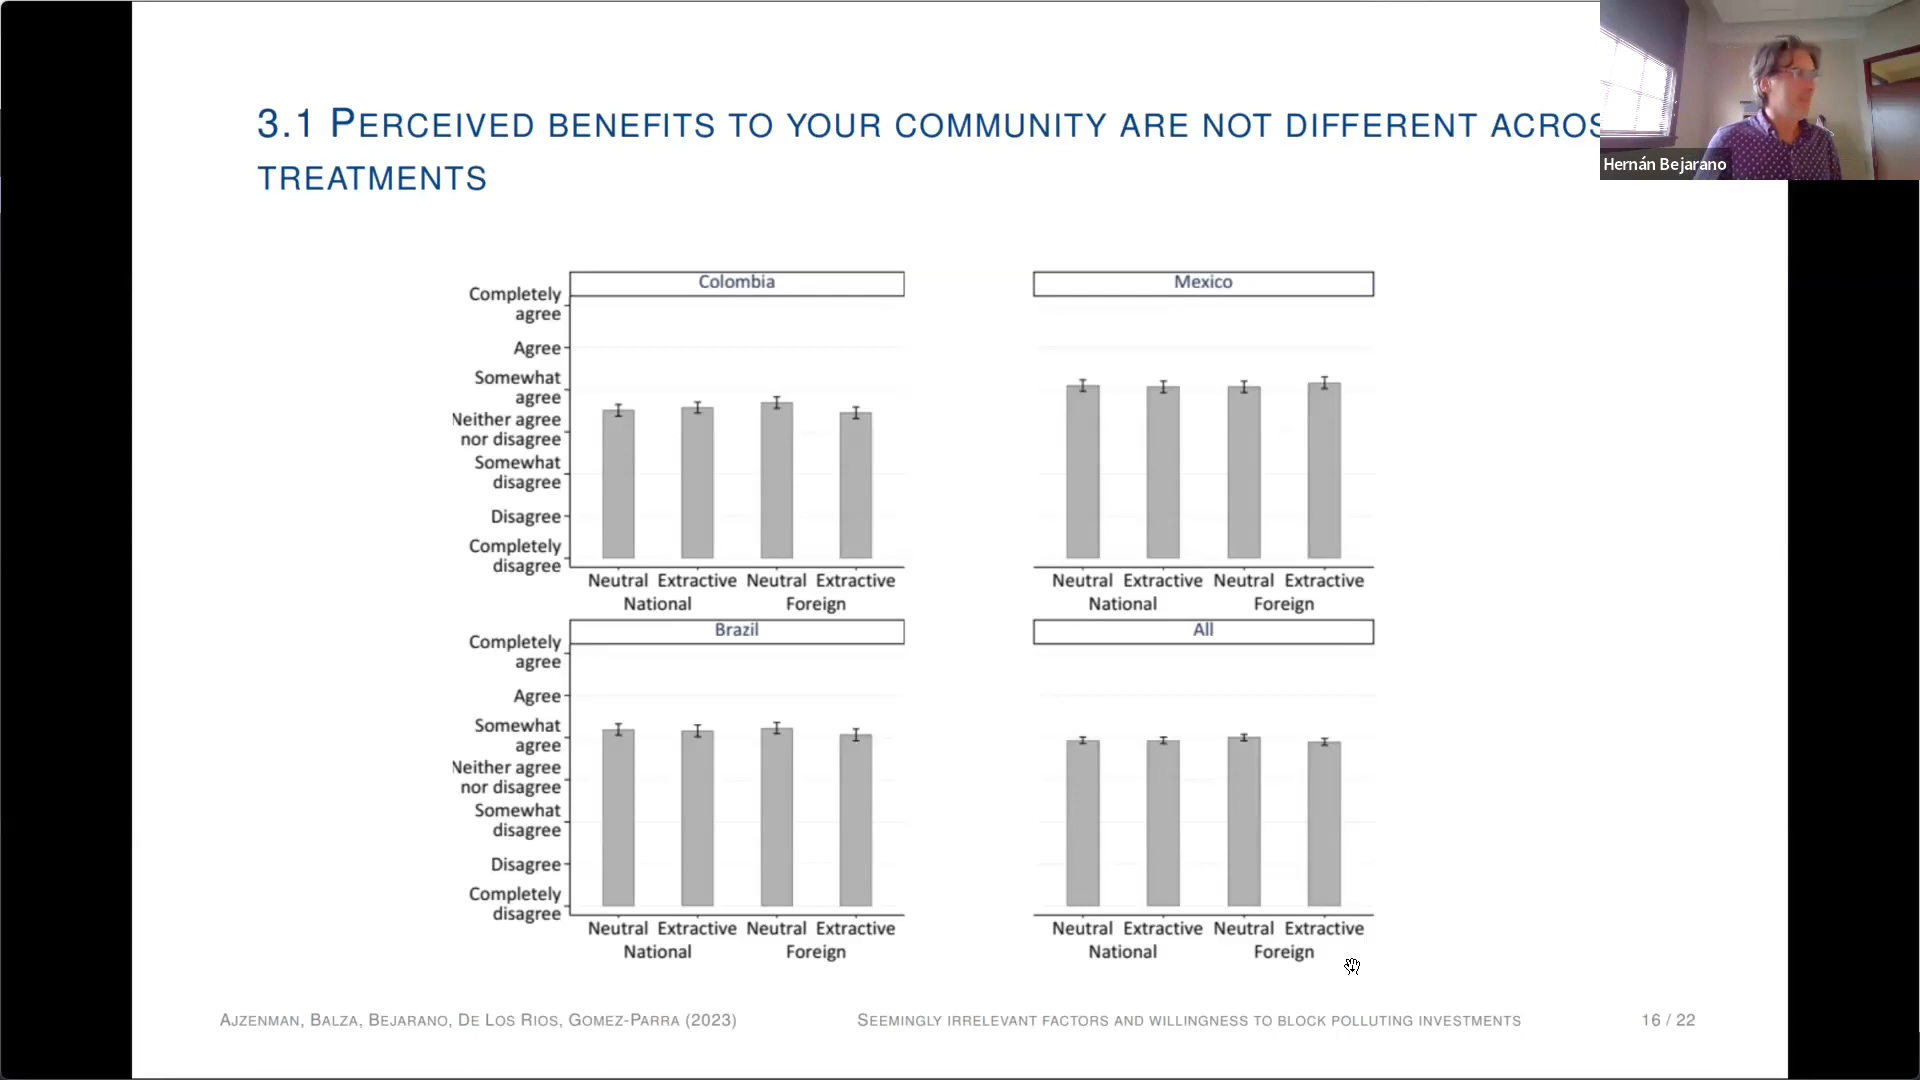 3.1 PERCEIVED BENEFITS TO YOUR COMMUNITY ARE NOT DIFFERENT
TREATMENTS
Hernán Bejarano
Colombia
Completely
agree
Agree
Somewhat
agree
Neither agree
nor disagree
Somewhat
disagree
Disagree
Completely
disagree
Neutral Extractive Neutral Extractive
National Foreign
Mexico
Neutral Extractive Neutral Extractive
National Foreign
Brazil
Completely
agree
Agree
Somewhat
agree
Neither agree
nor disagree
Somewhat
disagree
Disagree
Completely
disagree
Neutral Extractive Neutral Extractive
National Foreign
All
Neutral Extractive Neutral Extractive
National Foreign
AJZENMAN, BALZA, BEJARANO, DE LOS RIOS, GOMEZ-PARRA (2023) SEEMINGLY IRRELEVANT FACTORS AND WILLINGNESS TO BLOCK POLLUTING INVESTMENTS 16 / 22